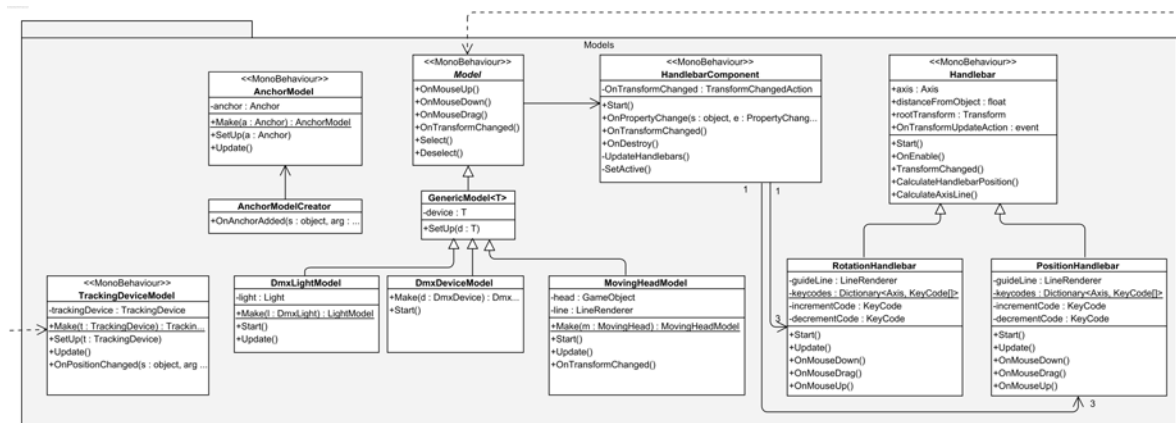 Models
<<MonoBehaviour>>
AnchorModel
-anchor : Anchor
+Make(a : Anchor) : AnchorModel
+SetUp(a : Anchor)
+Update()
AnchorModelCreator
+OnAnchorAdded(s : object, arg : ...
<<MonoBehaviour>>
TrackingDeviceModel
-trackingDevice : TrackingDevice
+Make(t : TrackingDevice) : Trackin...
+SetUp(t : TrackingDevice)
+Update()
+OnPositionChanged(s : object, arg ...
<<MonoBehaviour>>
Model
+OnMouseUp()
+OnMouseDown()
+OnMouseDrag()
+OnTransformChanged()
+Select()
+Deselect()
GenericModel<T>
-device : T
+SetUp(d : T)
DmxLightModel
-light : Light
+Make(l : DmxLight) : LightModel
+Start()
+Update()
DmxDeviceModel
+Make(d : DmxDevice) : Dmx...
+Start()
MovingHeadModel
-head : GameObject
-line : LineRenderer
+Make(m : MovingHead) : MovingHeadModel
+Start()
+Update()
+OnTransformChanged()
<<MonoBehaviour>>
HandlebarComponent
-OnTransformChanged : TransformChangedAction
+Start()
+OnPropertyChange(s : object, e : PropertyChang...
+OnTransformChanged()
+OnDestroy()
-UpdateHandlebars()
-SetActive()
1
1
3
3
<<MonoBehaviour>>
Handlebar
+axis : Axis
+distanceFromObject : float
+rootTransform : Transform
+OnTransformUpdateAction : event
+Start()
+OnEnable()
+TransformChanged()
+CalculateHandlebarPosition()
+CalculateAxisLine()
RotationHandlebar
-guideLine : LineRenderer
-keycodes : Dictionary<Axis, KeyCode[]>
-incrementCode : KeyCode
-decrementCode : KeyCode
+Start()
+Update()
+OnMouseDown()
+OnMouseDrag()
+OnMouseUp()
PositionHandlebar
-guideLine : LineRenderer
-keycodes : Dictionary<Axis, KeyCode[]>
-incrementCode : KeyCode
-decrementCode : KeyCode
+Start()
+Update()
+OnMouseDown()
+OnMouseDrag()
+OnMouseUp()